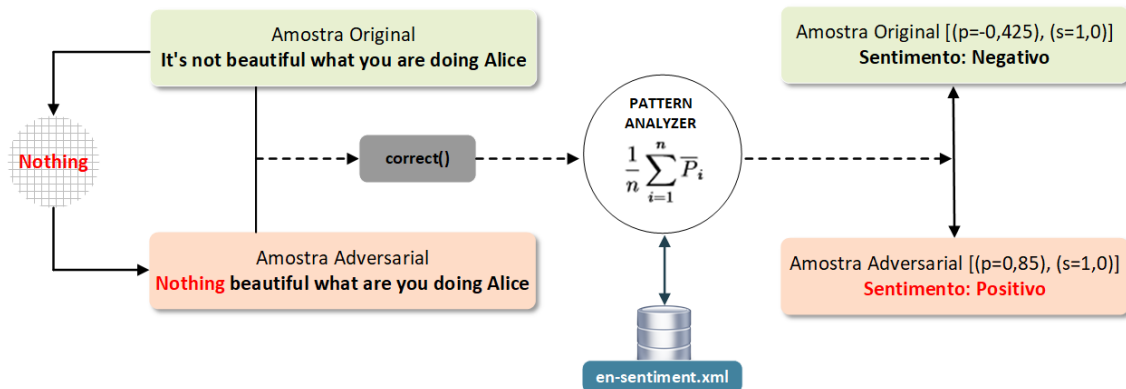 Amostra Original
It's not beautiful what you are doing Alice
Nothing
correct()
Amostra Adversarial
Nothing beautiful what are you doing Alice
PATTERN
ANALYZER
1/n n∑i=1 P̅i
en-sentiment.xml
Amostra Original [(p=-0,425), (s=1,0)]
Sentimento: Negativo
Amostra Adversarial [(p=0,85), (s=1,0)]
Sentimento: Positivo